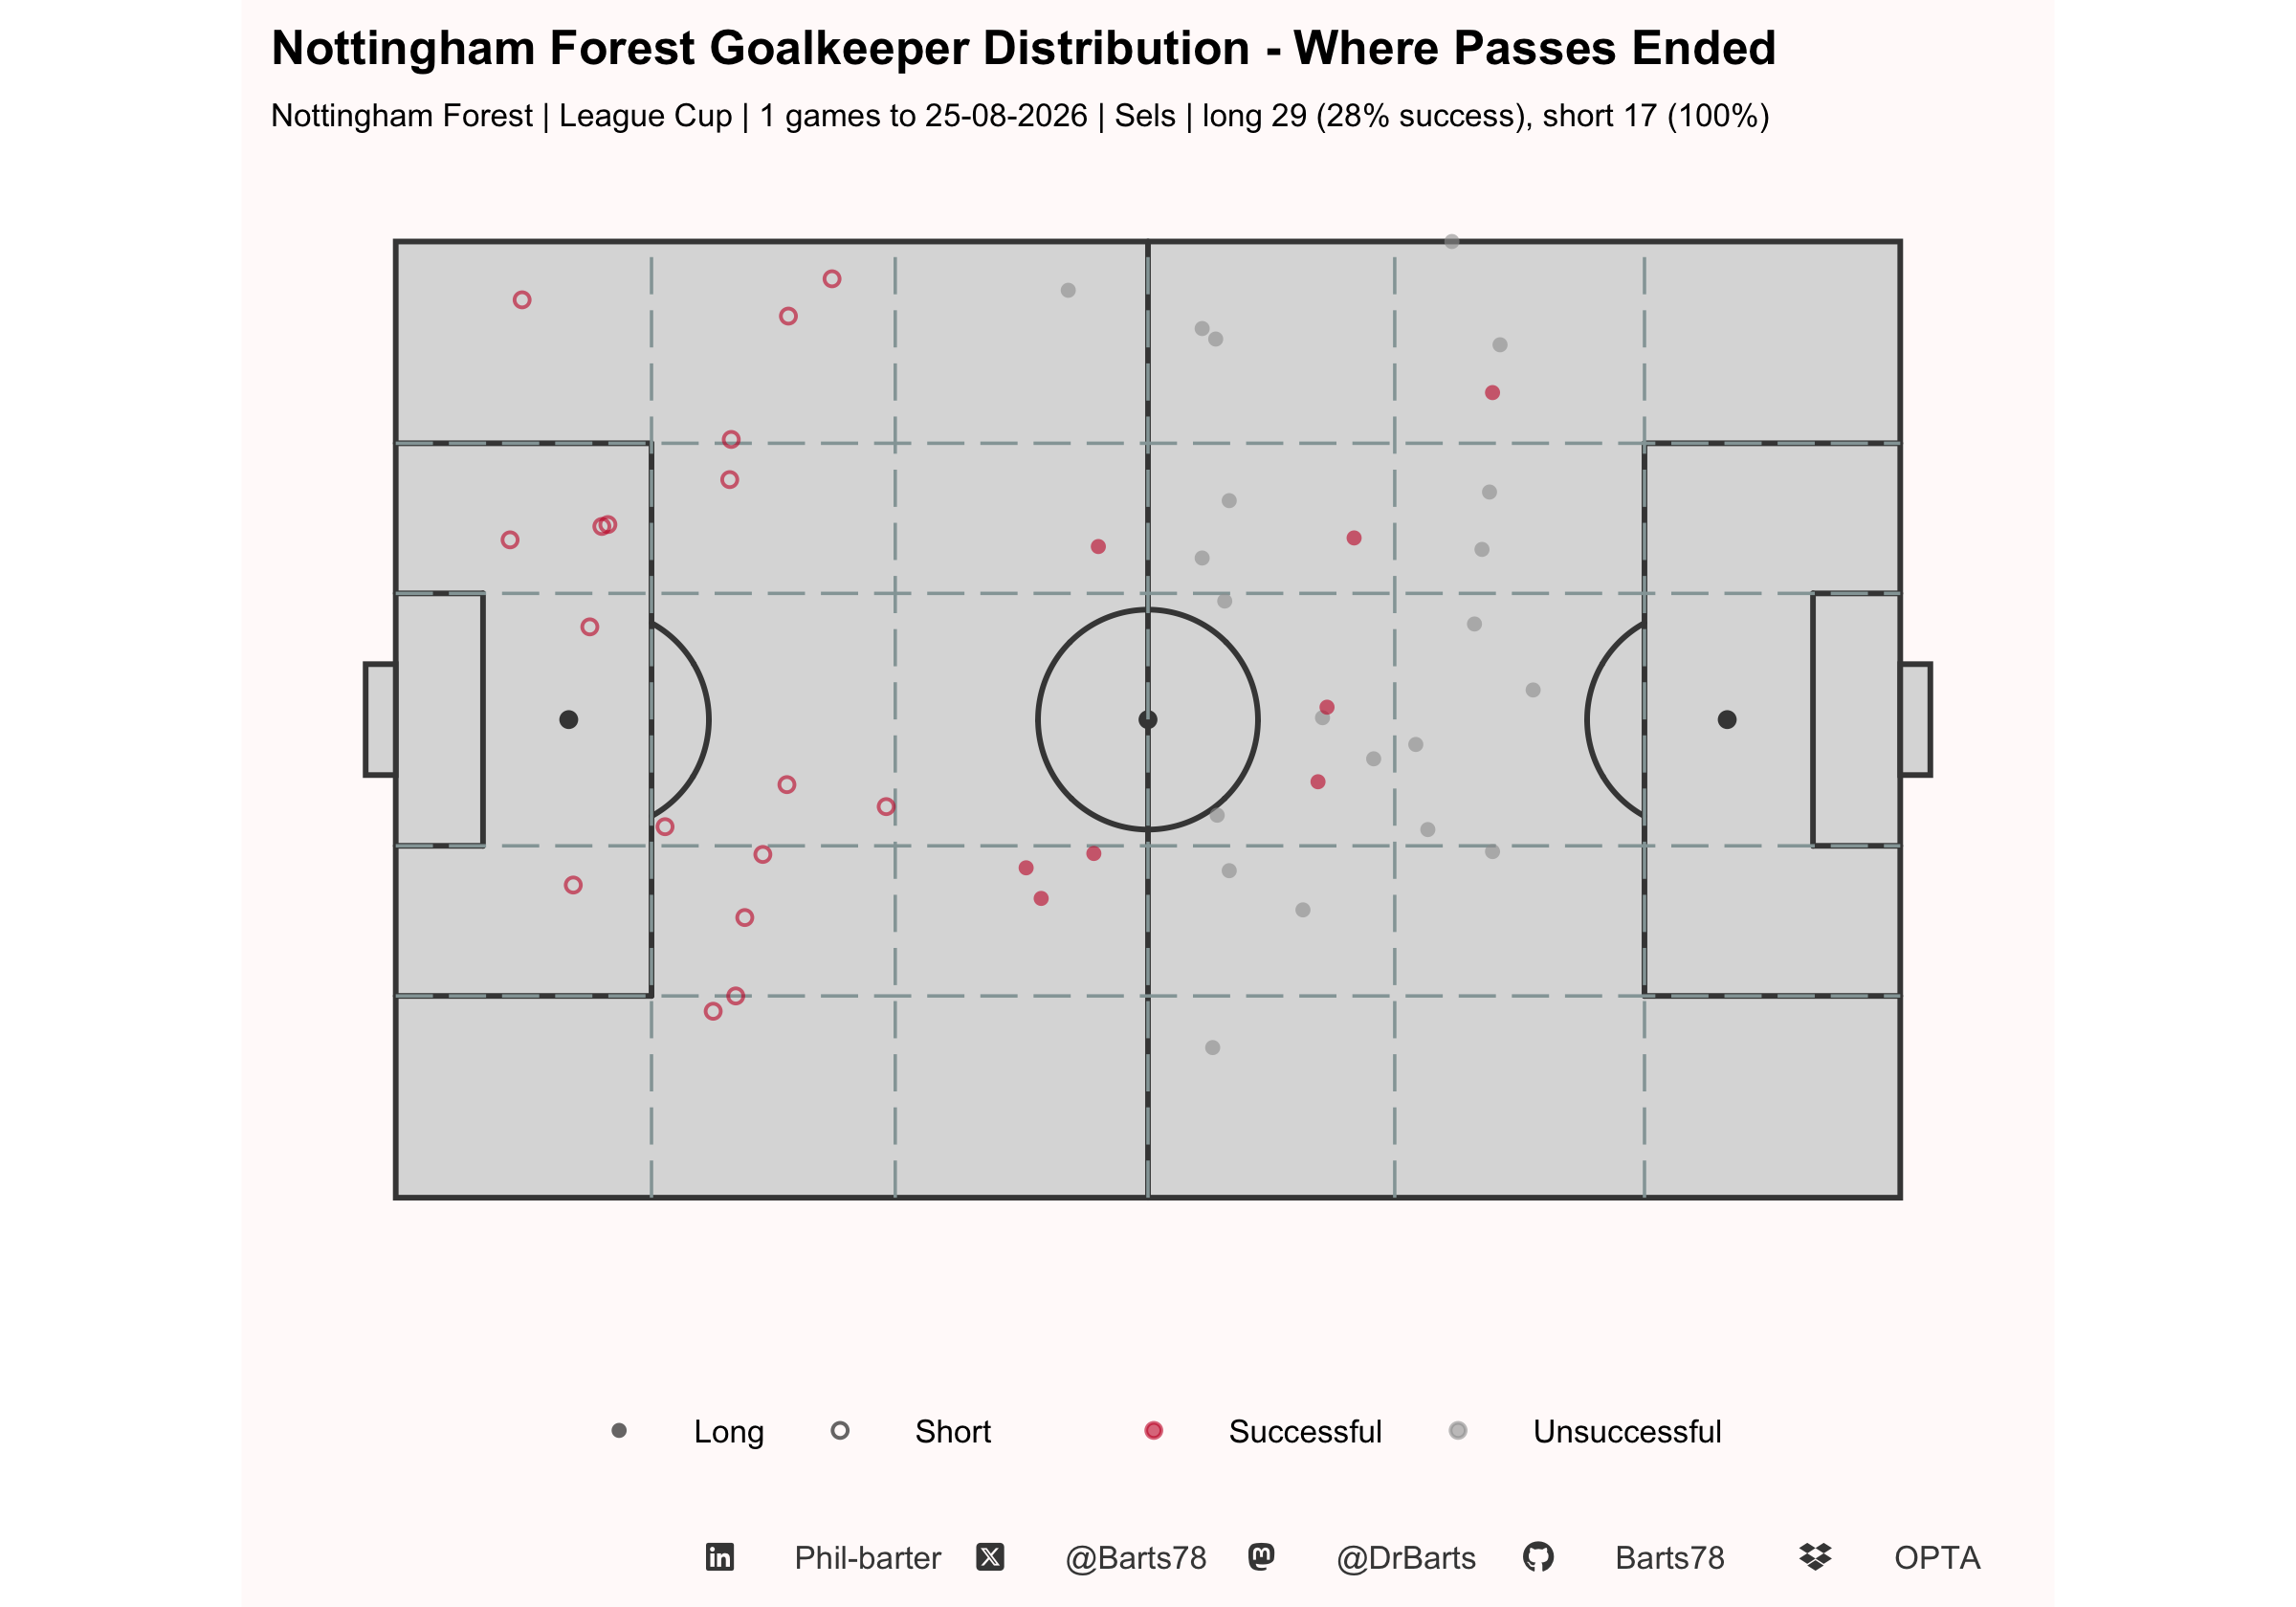 Nottingham Forest Goalkeeper Distribution - Where Passes Ended
Nottingham Forest | League Cup | 1 games to 25-08-2026 | Sels | long 29 (28% success), short 17 (100%)
Long Short Successful Unsuccessful
Phil-barter @Barts78 @DrBarts Barts78 OPTA